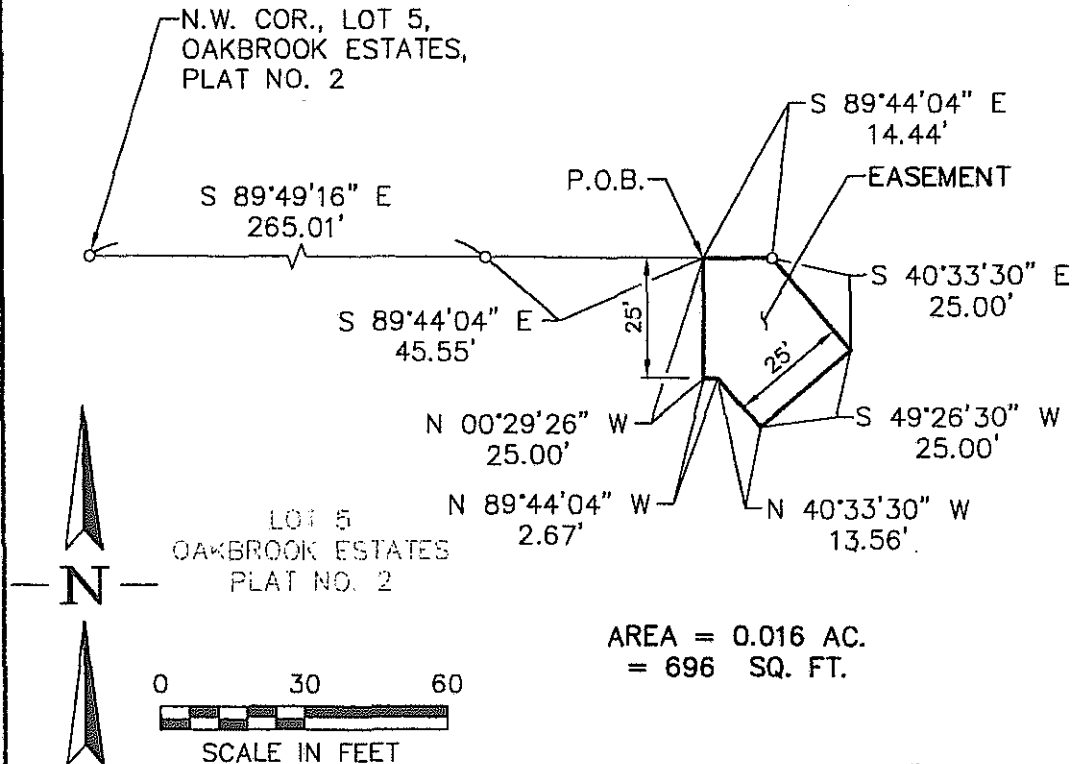 N.W. COR., LOT 5,
OAKBROOK ESTATES,
PLAT NO. 2
S 89°44'04" E
14.44'
P.O.B.
EASEMENT
S 89°49'16" E
265.01'
S 40°33'30" E
25.00'
S 89°44'04" E
45.55'
25'
25'
N 00°29'26" W
25.00'
S 49°26'30" W
25.00'
N 89°44'04" W
2.67'
N 40°33'30" W
13.56'
LOT 5
OAKBROOK ESTATES
PLAT NO. 2
N
AREA = 0.016 AC.
= 696 SQ. FT.
0 30 60
SCALE IN FEET